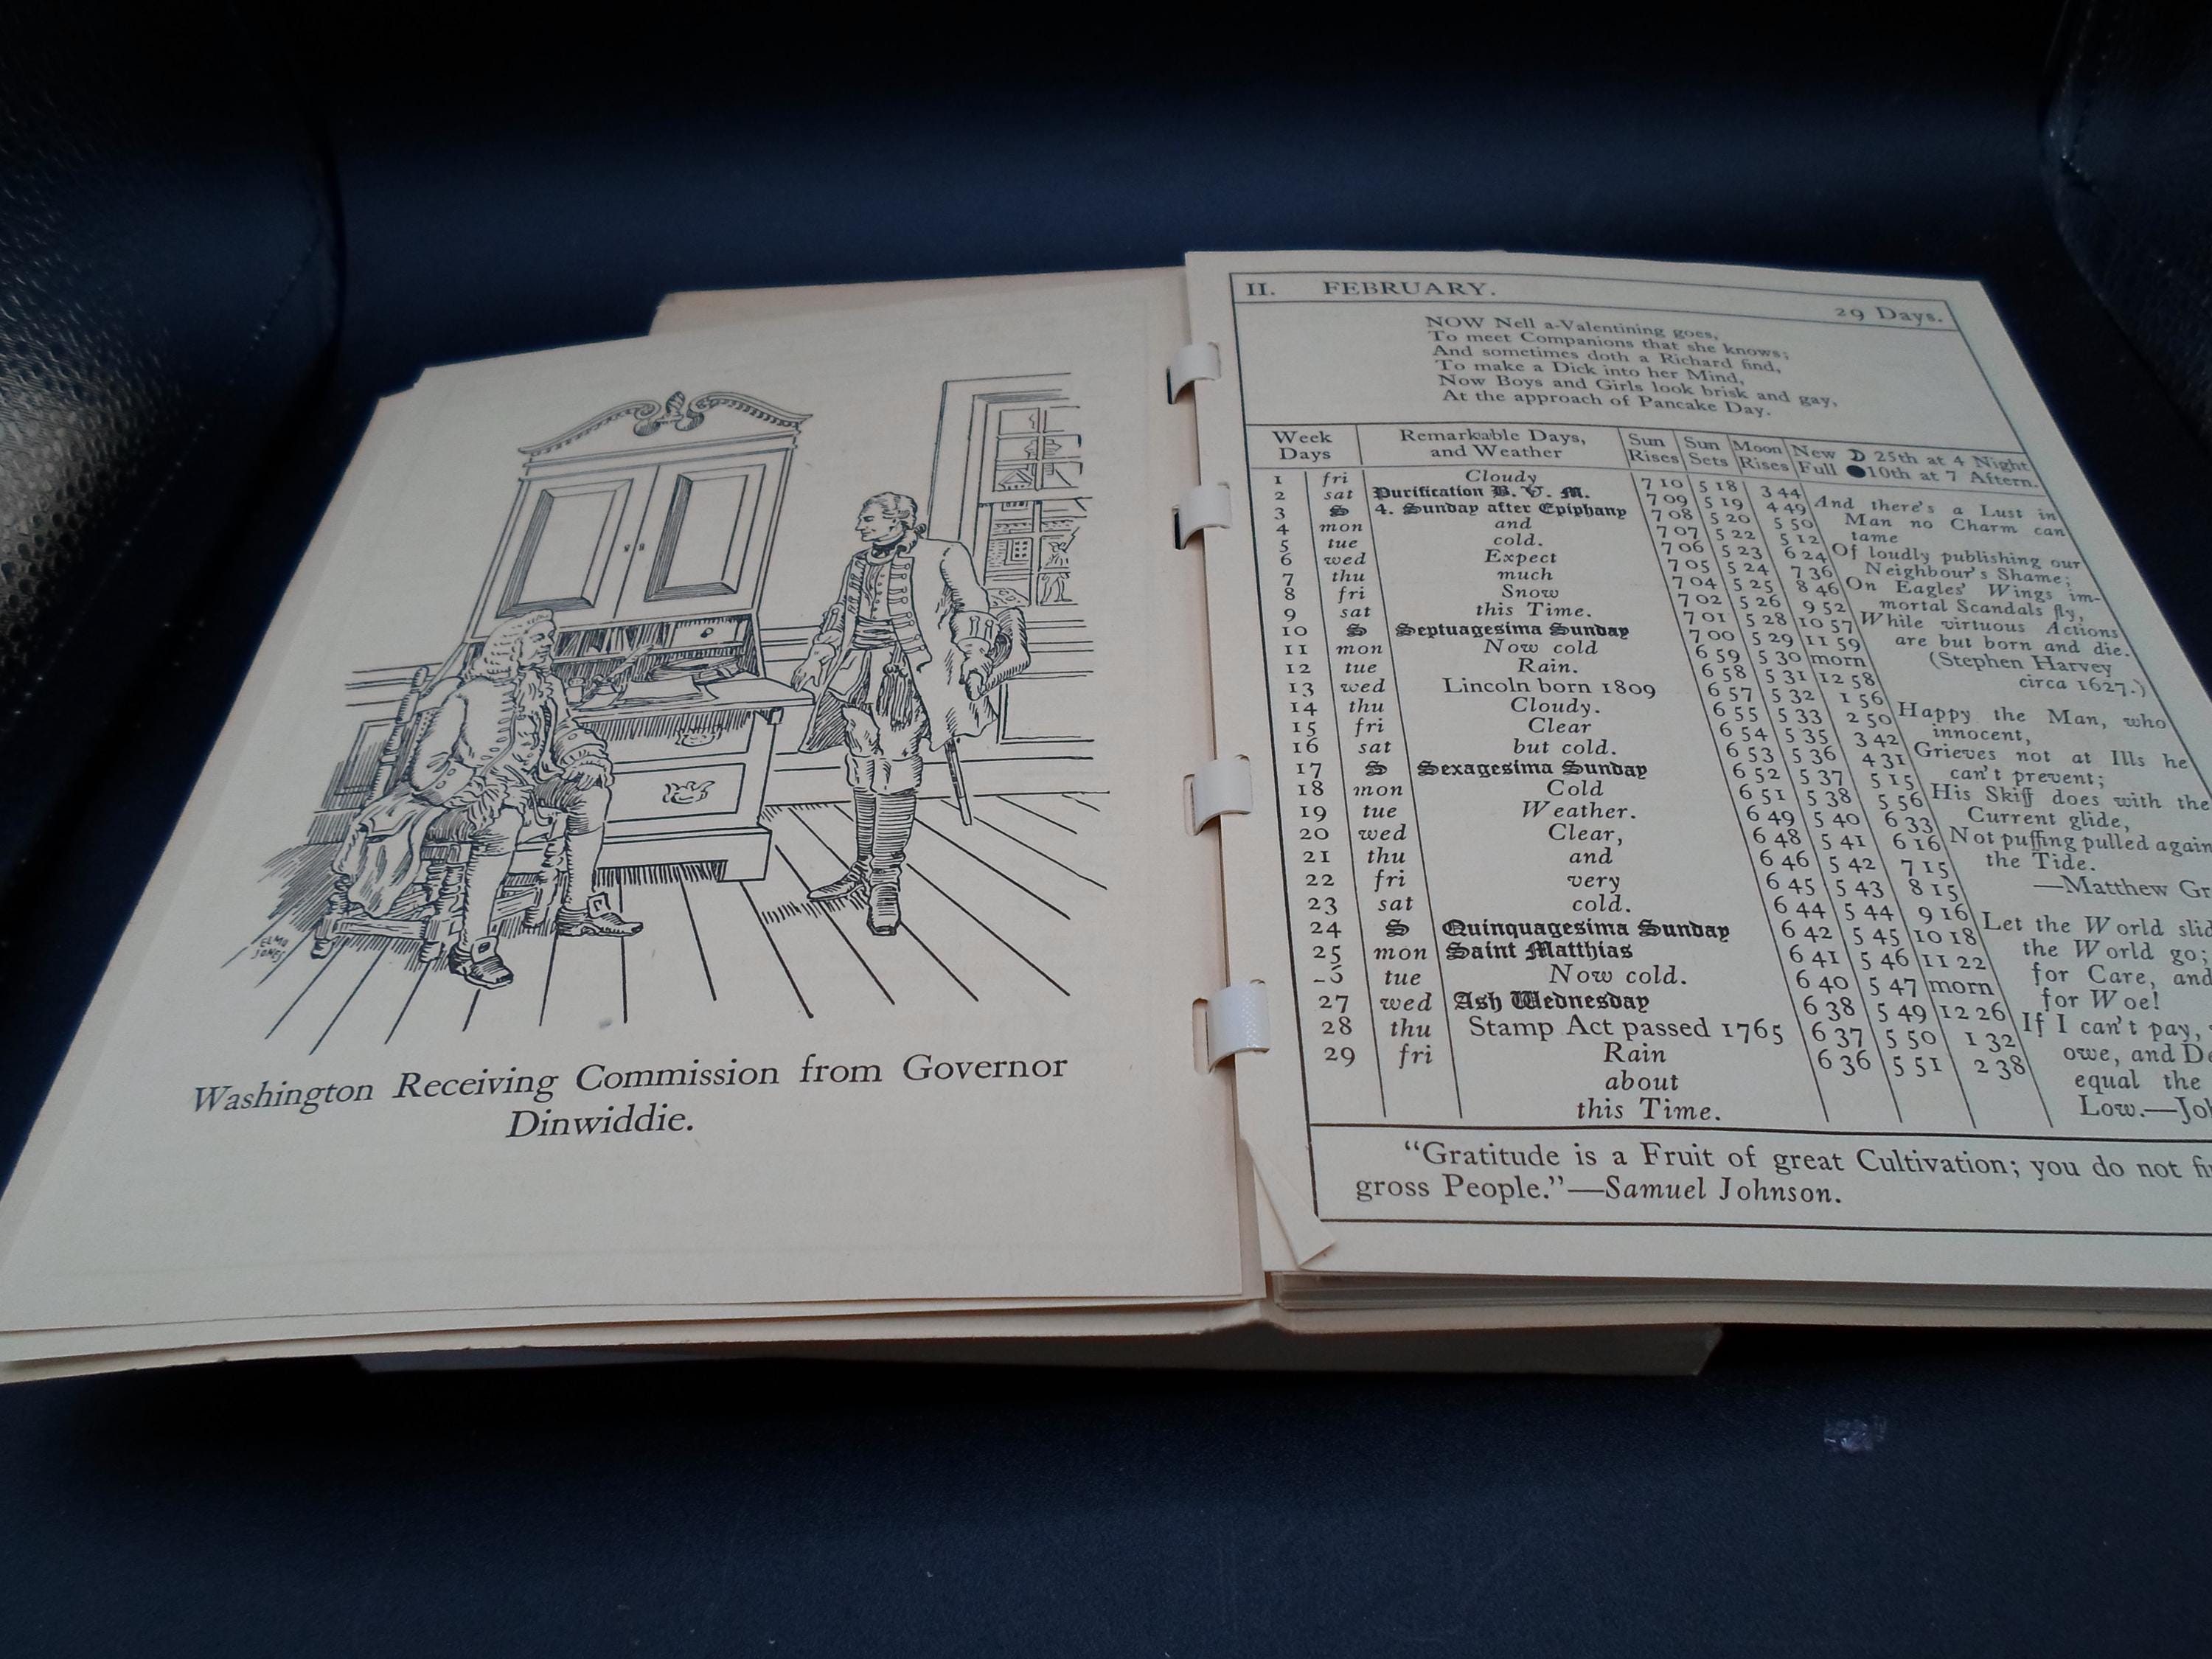 Washington Receiving Commission from Governor
Dinwiddie.
ELMO
JONES
II. FEBRUARY. 29 Days.
NOW Nell a-Valentining goes,
To meet Companions that she knows;
And sometimes doth a Richard find,
To make a Dick into her Mind,
Now Boys and Girls look brisk and gay,
At the approach of Pancake Day.
Week Days Remarkable Days, and Weather Sun Rises Sun Sets Moon Rises New ☽ 25th at 4 Night
Full ●10th at 7 Aftern.
1 fri Cloudy 7 10 5 18 3 44
2 sat Purification B. V. M. 7 09 5 19 4 49
3 S 4. Sunday after Epiphany 7 08 5 20 5 50
4 mon and 7 07 5 22 5 12
5 tue cold. 7 06 5 23 6 24
6 wed Expect 7 05 5 24 7 36
7 thu much 7 04 5 25 8 46
8 fri Snow 7 02 5 26 9 52
9 sat this Time. 7 01 5 28 10 57
10 S Septuagesima Sunday 7 00 5 29 11 59
11 mon Now cold 6 59 5 30 morn
12 tue Rain. 6 58 5 31 12 58
13 wed Lincoln born 1809 6 57 5 32 1 56
14 thu Cloudy. 6 55 5 33 2 50
15 fri Clear 6 54 5 35 3 42
16 sat but cold. 6 53 5 36 4 31
17 S Sexagesima Sunday 6 52 5 37 5 15
18 mon Cold 6 51 5 38 5 56
19 tue Weather. 6 49 5 40 6 33
20 wed Clear, 6 48 5 41 6 16
21 thu and 6 46 5 42 7 15
22 fri very 6 45 5 43 8 15
23 sat cold. 6 44 5 44 9 16
24 S Quinquagesima Sunday 6 42 5 45 10 18
25 mon Saint Matthias 6 41 5 46 11 22
6 tue Now cold. 6 40 5 47 morn
27 wed Ash Wednesday 6 38 5 49 12 26
28 thu Stamp Act passed 1765 6 37 5 50 1 32
29 fri Rain 6 36 5 51 2 38
about
this Time.
And there's a Lust in
Man no Charm can
tame
Of loudly publishing our
Neighbour's Shame;
On Eagles' Wings im-
mortal Scandals fly,
While virtuous Actions
are but born and die.
(Stephen Harvey
circa 1627.)
Happy the Man, who
innocent,
Grieves not at Ills he
can't prevent;
His Skiff does with the
Current glide,
Not puffing pulled again
the Tide.
—Matthew Gr
Let the World slid
the World go;
for Care, and
for Woe!
If I can't pay,
owe, and De
equal the
Low.—Jo
"Gratitude is a Fruit of great Cultivation; you do not fi
gross People."—Samuel Johnson.